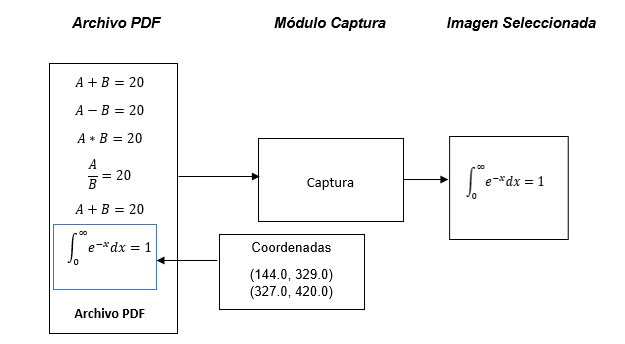 Archivo PDF
Módulo Captura
Imagen Seleccionada
A + B = 20
A − B = 20
A ∗ B = 20
A/B = 20
A + B = 20
∫₀^∞ e⁻ˣ dx = 1
Archivo PDF
Captura
Coordenadas
(144.0, 329.0)
(327.0, 420.0)
∫₀^∞ e⁻ˣ dx = 1